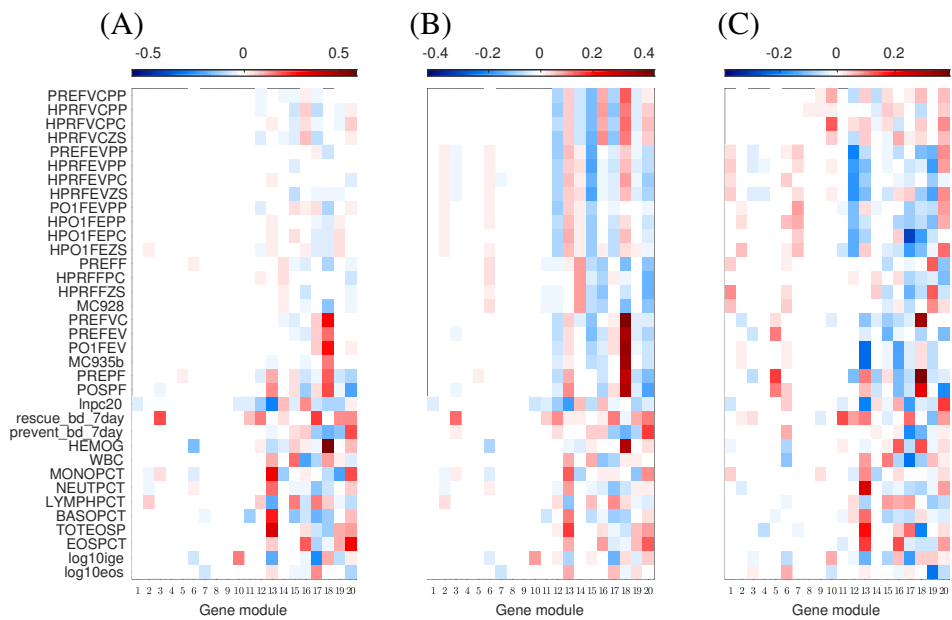 (A) (B) (C)
-0.5 0 0.5 -0.4 -0.2 0 0.2 0.4 -0.2 0 0.2
PREFVCPP
HPRFVCPP
HPRFVCPC
HPRFVCZS
PREFEVPP
HPRFEVPP
HPRFEVPC
HPRFEVZS
PO1FEVPP
HPO1FEPP
HPO1FEPC
HPO1FEZS
PREFF
HPRFFPC
HPRFFZS
MC928
PREFVC
PREFEV
PO1FEV
MC935b
PREPF
POSPF
lnpc20
rescue_bd_7day
prevent_bd_7day
HEMOG
WBC
MONOPCT
NEUTPCT
LYMPHPCT
BASOPCT
TOTEOSP
EOSPCT
log10ige
log10eos
1 2 3 4 5 6 7 8 9 10 11 12 13 14 15 16 17 18 19 20 1 2 3 4 5 6 7 8 9 10 11 12 13 14 15 16 17 18 19 20 1 2 3 4 5 6 7 8 9 10 11 12 13 14 15 16 17 18 19 20
Gene module Gene module Gene module